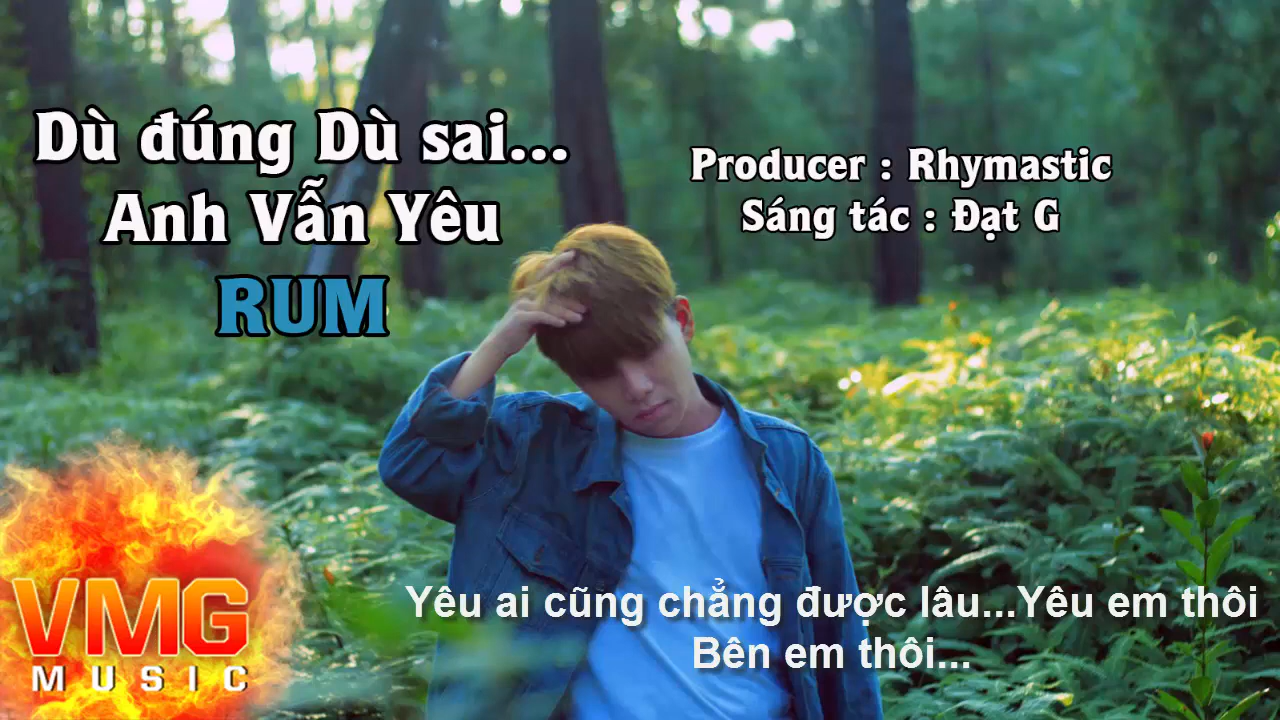 Dù đúng Dù sai...
Anh Vẫn Yêu
RUM
Producer : Rhymastic
Sáng tác : Đạt G
VMG
MUSIC
Yêu ai cũng chẳng được lâu...Yêu em thôi
Bên em thôi...